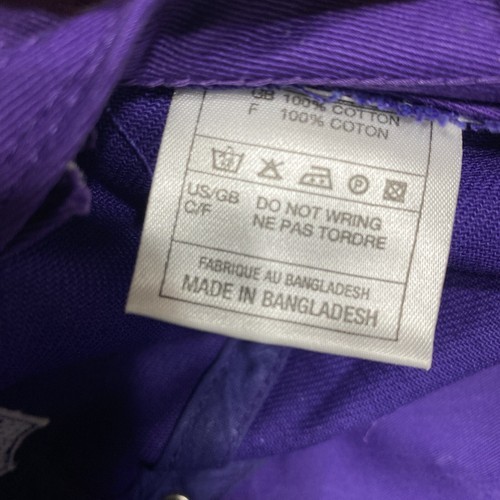 GB 100% COTTON
F 100% COTON
US/GB DO NOT WRING
C/F NE PAS TORDRE
FABRIQUE AU BANGLADESH
MADE IN BANGLADESH